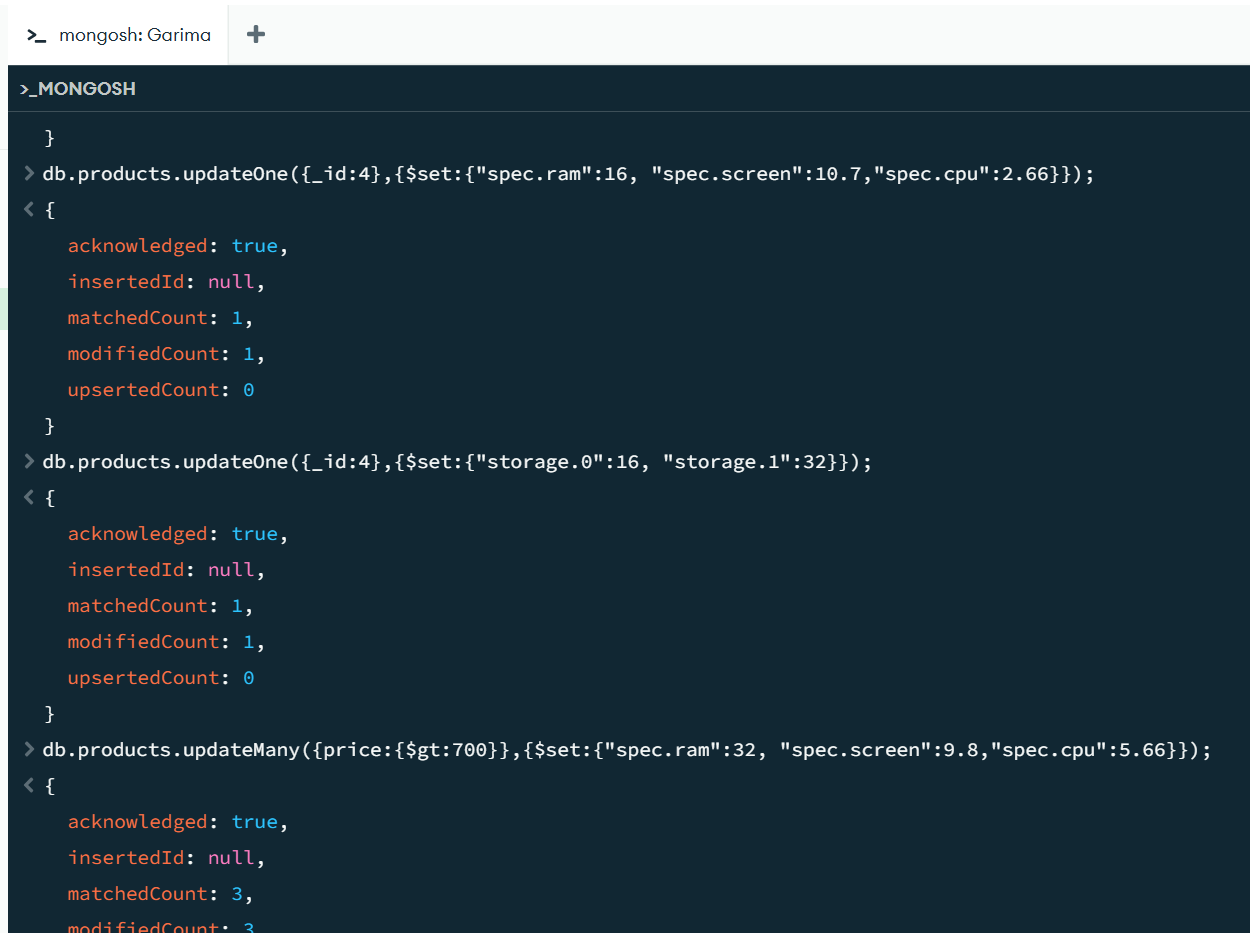 >_ mongosh: Garima +
>_MONGOSH
}
> db.products.updateOne({_id:4},{$set:{"spec.ram":16, "spec.screen":10.7,"spec.cpu":2.66}});
< {
acknowledged: true,
insertedId: null,
matchedCount: 1,
modifiedCount: 1,
upsertedCount: 0
}
> db.products.updateOne({_id:4},{$set:{"storage.0":16, "storage.1":32}});
< {
acknowledged: true,
insertedId: null,
matchedCount: 1,
modifiedCount: 1,
upsertedCount: 0
}
> db.products.updateMany({price:{$gt:700}},{$set:{"spec.ram":32, "spec.screen":9.8,"spec.cpu":5.66}});
< {
acknowledged: true,
insertedId: null,
matchedCount: 3,
modifiedCount: 3